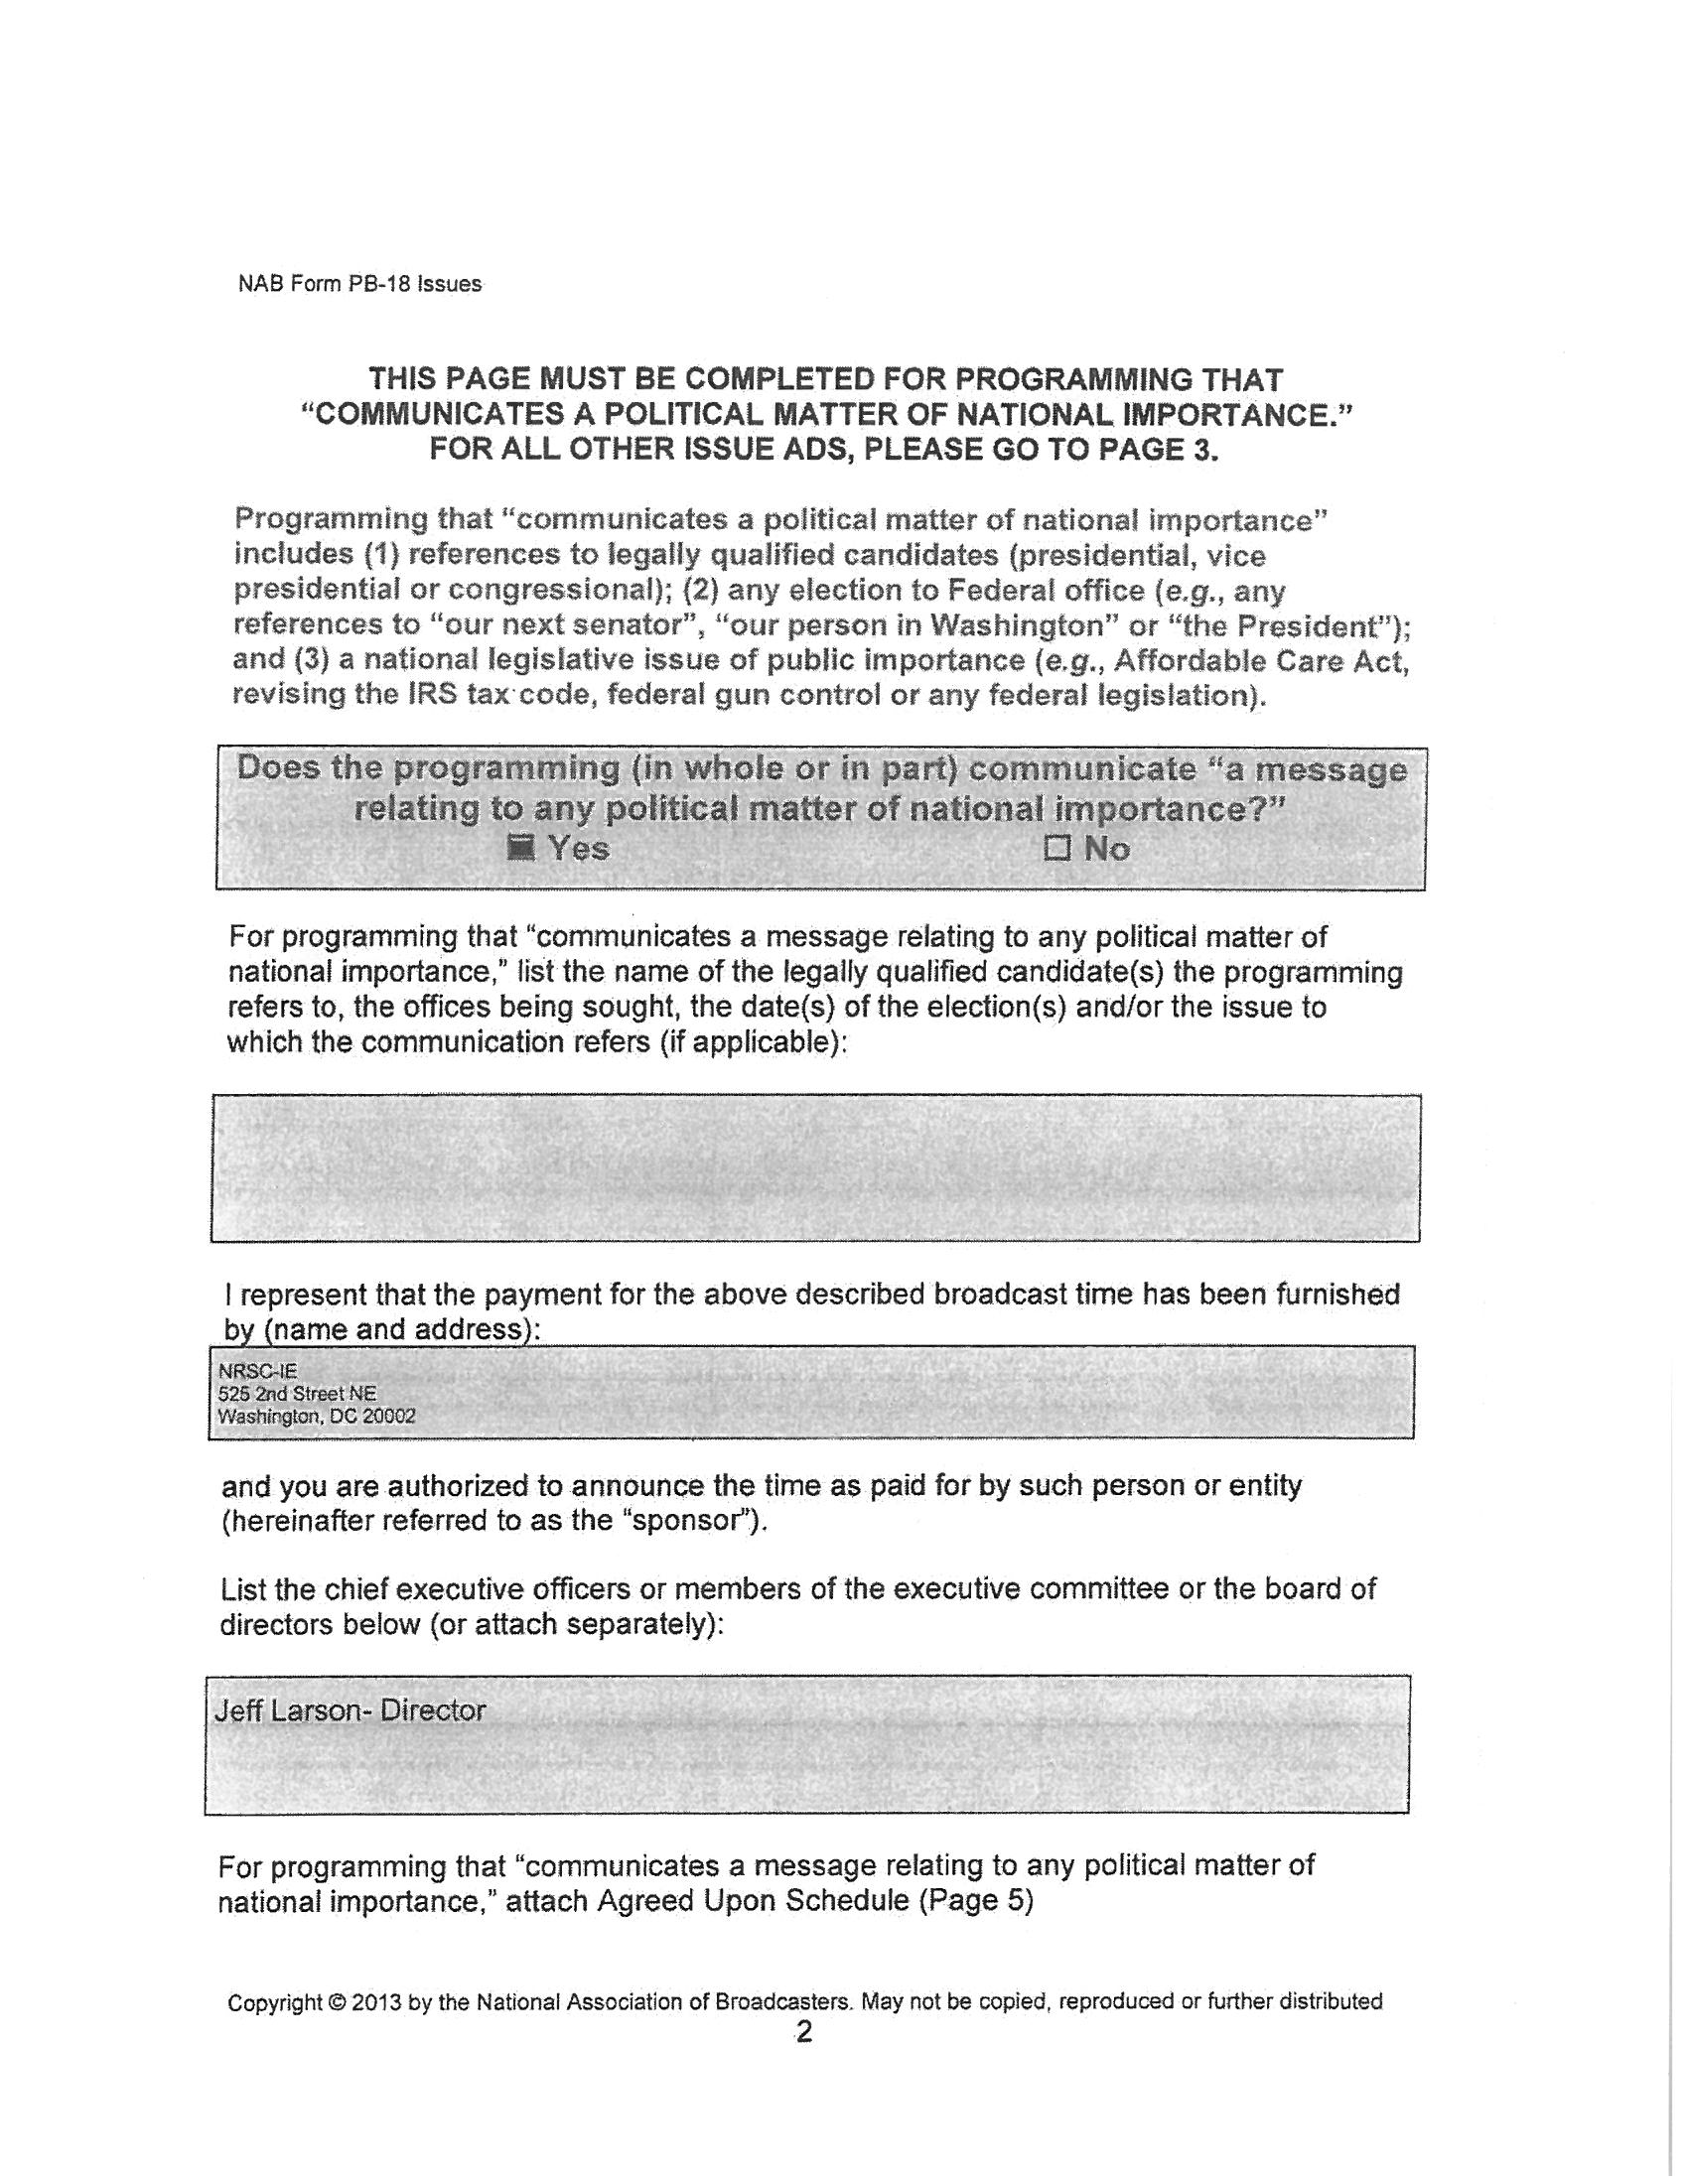 NAB Form PB-18 Issues
THIS PAGE MUST BE COMPLETED FOR PROGRAMMING THAT
“COMMUNICATES A POLITICAL MATTER OF NATIONAL IMPORTANCE.”
FOR ALL OTHER ISSUE ADS, PLEASE GO TO PAGE 3.
Programming that “communicates a political matter of national importance”
includes (1) references to legally qualified candidates (presidential, vice
presidential or congressional); (2) any election to Federal office (e.g., any
references to “our next senator”, “our person in Washington” or “the President”);
and (3) a national legislative issue of public importance (e.g., Affordable Care Act,
revising the IRS tax code, federal gun control or any federal legislation).
Does the programming (in whole or in part) communicate “a message
relating to any political matter of national importance?”
Yes No
For programming that “communicates a message relating to any political matter of
national importance,” list the name of the legally qualified candidate(s) the programming
refers to, the offices being sought, the date(s) of the election(s) and/or the issue to
which the communication refers (if applicable):
I represent that the payment for the above described broadcast time has been furnished
by (name and address):
NRSC-IE
525 2nd Street NE
Washington, DC 20002
and you are authorized to announce the time as paid for by such person or entity
(hereinafter referred to as the “sponsor”).
List the chief executive officers or members of the executive committee or the board of
directors below (or attach separately):
Jeff Larson- Director
For programming that “communicates a message relating to any political matter of
national importance,” attach Agreed Upon Schedule (Page 5)
Copyright © 2013 by the National Association of Broadcasters. May not be copied, reproduced or further distributed
2